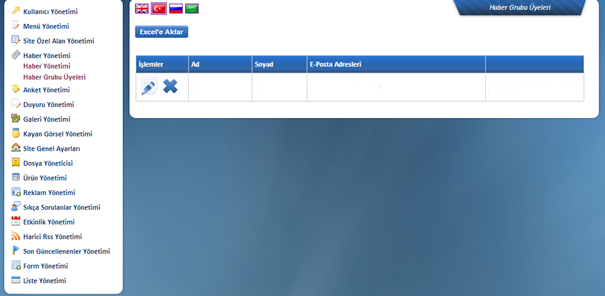 Kullanıcı Yönetimi
Menü Yönetimi
Site Özel Alan Yönetimi
Haber Yönetimi
Haber Yönetimi
Haber Grubu Üyeleri
Anket Yönetimi
Duyuru Yönetimi
Galeri Yönetimi
Kayan Görsel Yönetimi
Site Genel Ayarları
Dosya Yöneticisi
Ürün Yönetimi
Reklam Yönetimi
Sıkça Sorulanlar Yönetimi
Etkinlik Yönetimi
Harici Rss Yönetimi
Son Güncellenenler Yönetimi
Form Yönetimi
Liste Yönetimi
Haber Grubu Üyeleri
Excel'e Aktar
İşlemler Ad Soyad E-Posta Adresleri